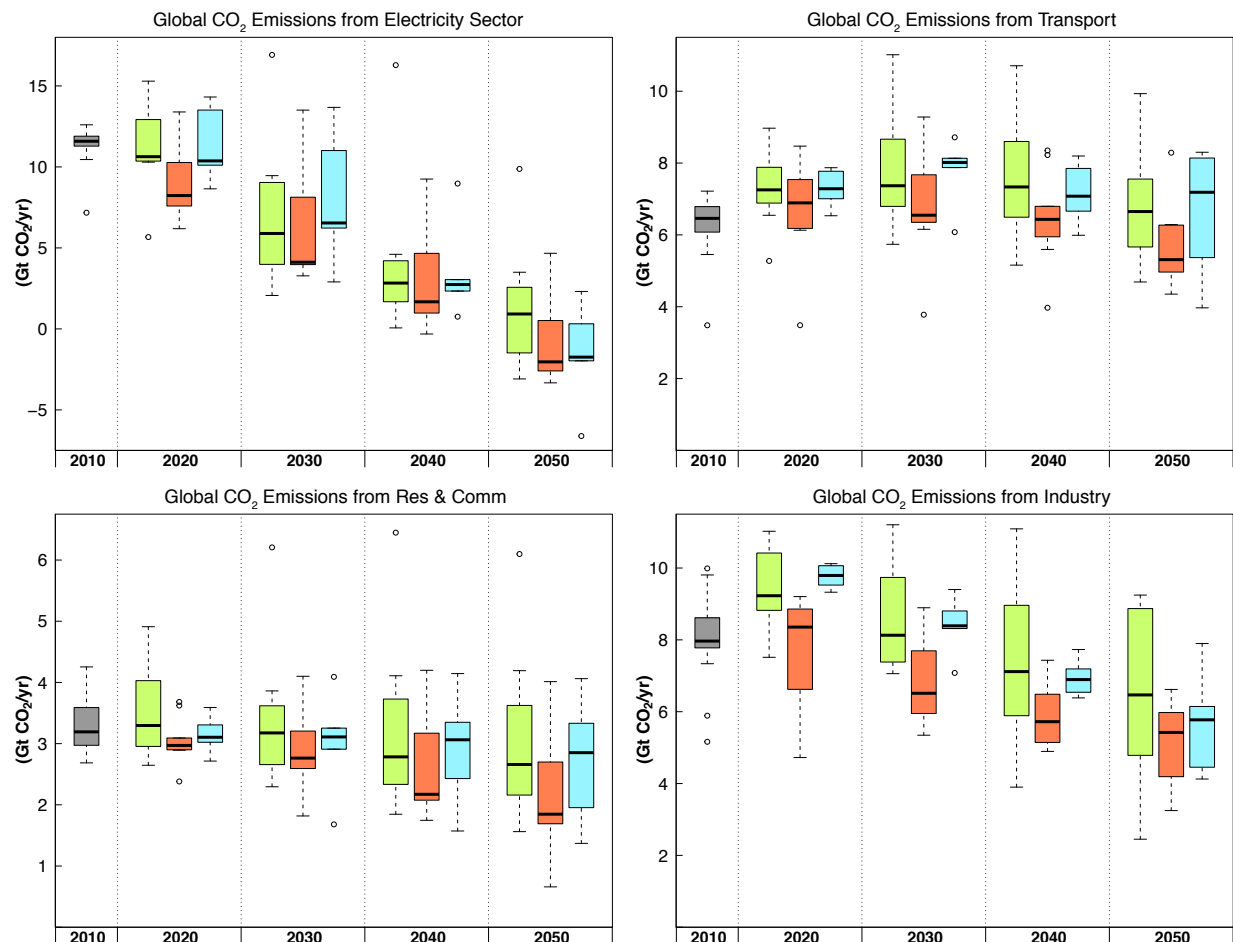 Global CO2 Emissions from Electricity Sector
(Gt CO2/yr)
15
10
5
0
−5
2010 2020 2030 2040 2050
Global CO2 Emissions from Transport
(Gt CO2/yr)
10
8
6
4
2
2010 2020 2030 2040 2050
Global CO2 Emissions from Res & Comm
(Gt CO2/yr)
6
5
4
3
2
1
2010 2020 2030 2040 2050
Global CO2 Emissions from Industry
(Gt CO2/yr)
10
8
6
4
2
2010 2020 2030 2040 2050